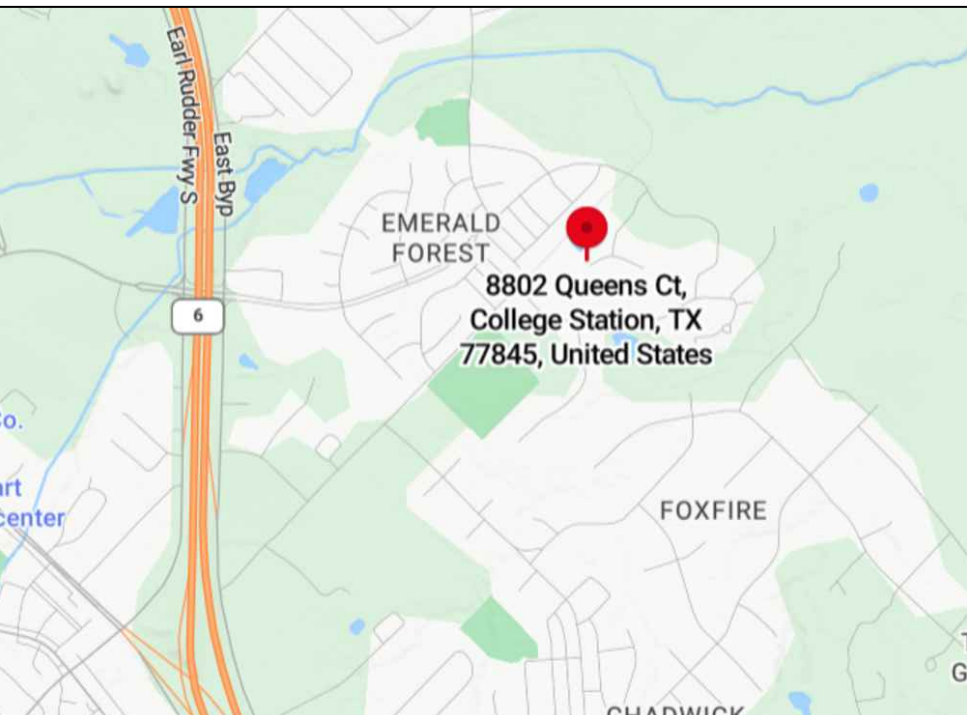 Earl Rudder Fwy S
East Byp
EMERALD
FOREST
8802 Queens Ct,
College Station, TX
77845, United States
6
Co.
art
center
FOXFIRE
T
G
CHADWICK